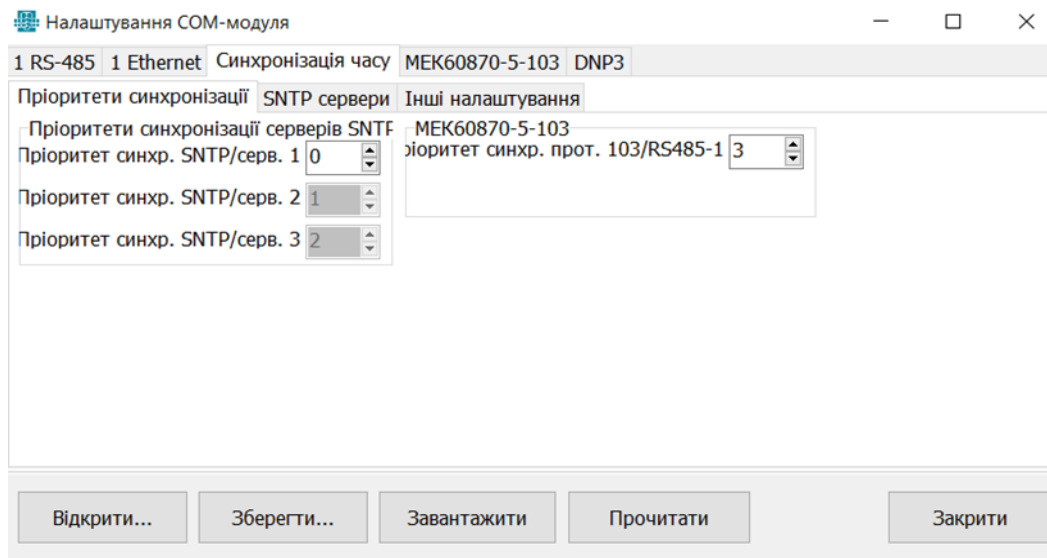 Налаштування COM-модуля
1 RS-485 1 Ethernet Синхронізація часу МЕК60870-5-103 DNP3
Пріоритети синхронізації SNTP сервери Інші налаштування
Пріоритети синхронізації серверів SNTP МЕК60870-5-103
Пріоритет синхр. SNTP/серв. 1 0 ріоритет синхр. прот. 103/RS485-1 3
Пріоритет синхр. SNTP/серв. 2 1
Пріоритет синхр. SNTP/серв. 3 2
Відкрити... Зберегти... Завантажити Прочитати Закрити